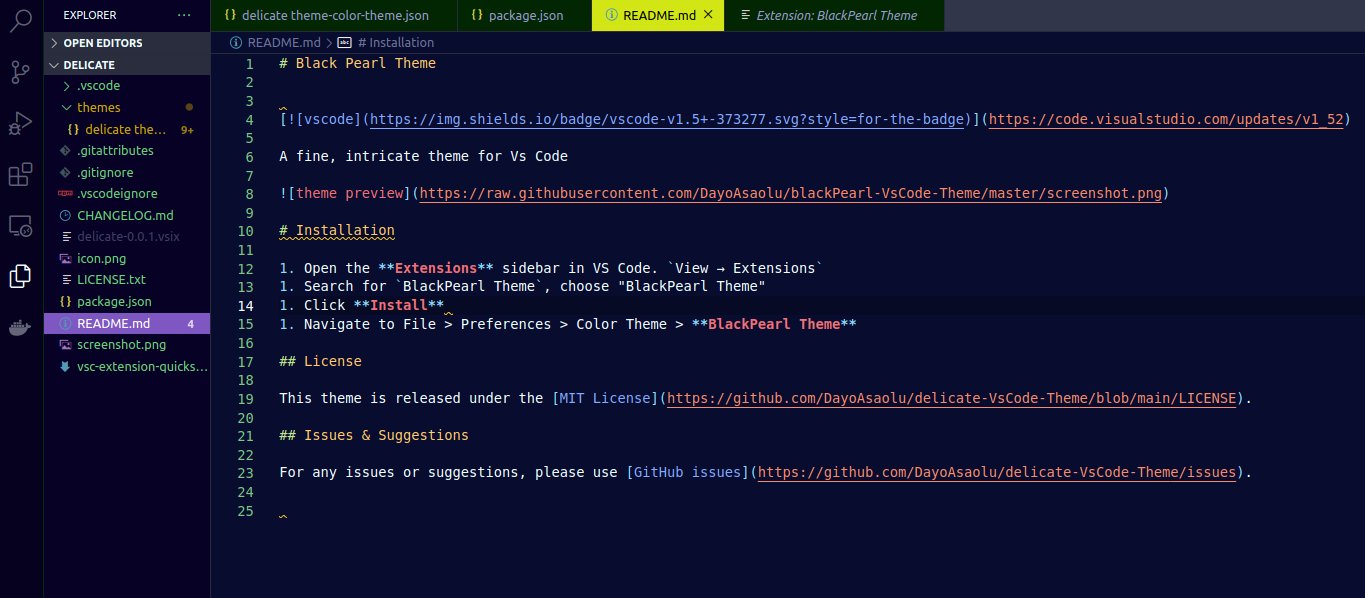 EXPLORER ···
OPEN EDITORS
DELICATE
.vscode
themes
{} delicate the... 9+
.gitattributes
.gitignore
.vscodeignore
CHANGELOG.md
delicate-0.0.1.vsix
icon.png
LICENSE.txt
{} package.json
README.md 4
screenshot.png
vsc-extension-quicks...
{} delicate theme-color-theme.json {} package.json README.md × Extension: BlackPearl Theme
README.md > abc # Installation
1 # Black Pearl Theme
2
3
4 [![vscode](https://img.shields.io/badge/vscode-v1.5+-373277.svg?style=for-the-badge)](https://code.visualstudio.com/updates/v1_52)
5
6 A fine, intricate theme for Vs Code
7
8 ![theme preview](https://raw.githubusercontent.com/DayoAsaolu/blackPearl-VsCode-Theme/master/screenshot.png)
9
10 # Installation
11
12 1. Open the **Extensions** sidebar in VS Code. `View → Extensions`
13 1. Search for `BlackPearl Theme`, choose "BlackPearl Theme"
14 1. Click **Install**
15 1. Navigate to File > Preferences > Color Theme > **BlackPearl Theme**
16
17 ## License
18
19 This theme is released under the [MIT License](https://github.com/DayoAsaolu/delicate-VsCode-Theme/blob/main/LICENSE).
20
21 ## Issues & Suggestions
22
23 For any issues or suggestions, please use [GitHub issues](https://github.com/DayoAsaolu/delicate-VsCode-Theme/issues).
24
25